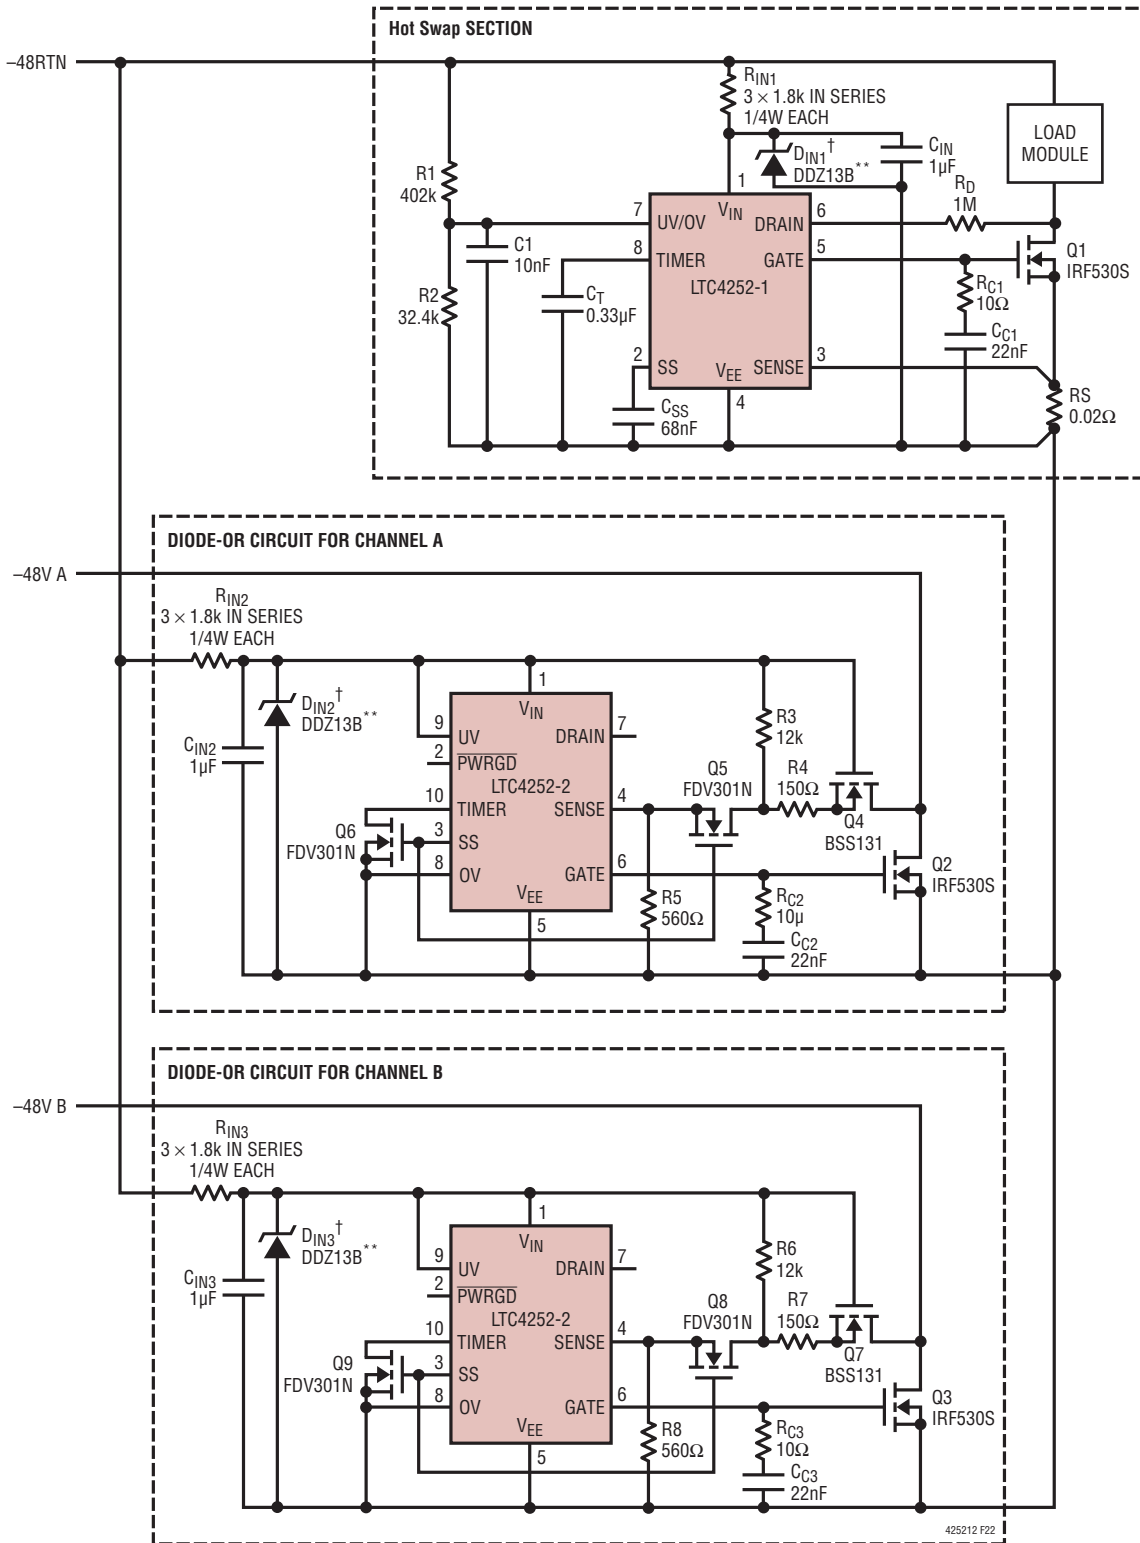 Hot Swap SECTION
–48RTN
RIN1
3 × 1.8k IN SERIES
1/4W EACH
LOAD
MODULE
DIN1†
DDZ13B**
CIN
1µF
R1
402k
1
RD
1M
7
UV/OV
VIN
DRAIN
6
C1
10nF
8
TIMER
GATE
5
Q1
IRF530S
LTC4252-1
R2
32.4k
CT
0.33µF
RC1
10Ω
CC1
22nF
2
SS
VEE
SENSE
3
4
RS
0.02Ω
CSS
68nF
DIODE-OR CIRCUIT FOR CHANNEL A
–48V A
RIN2
3 × 1.8k IN SERIES
1/4W EACH
1
DIN2†
DDZ13B**
VIN
R3
12k
9
UV
DRAIN
7
CIN2
1µF
2
PWRGD
LTC4252-2
Q5
FDV301N
R4
150Ω
10
TIMER
SENSE
4
Q6
FDV301N
3
SS
Q4
BSS131
8
OV
GATE
6
Q2
IRF530S
VEE
R5
560Ω
RC2
10µ
5
CC2
22nF
DIODE-OR CIRCUIT FOR CHANNEL B
–48V B
RIN3
3 × 1.8k IN SERIES
1/4W EACH
1
DIN3†
DDZ13B**
VIN
R6
12k
9
UV
DRAIN
7
CIN3
1µF
2
PWRGD
LTC4252-2
Q8
FDV301N
R7
150Ω
10
TIMER
SENSE
4
Q9
FDV301N
3
SS
Q7
BSS131
8
OV
GATE
6
Q3
IRF530S
VEE
R8
560Ω
RC3
10Ω
5
CC3
22nF
425212 F22